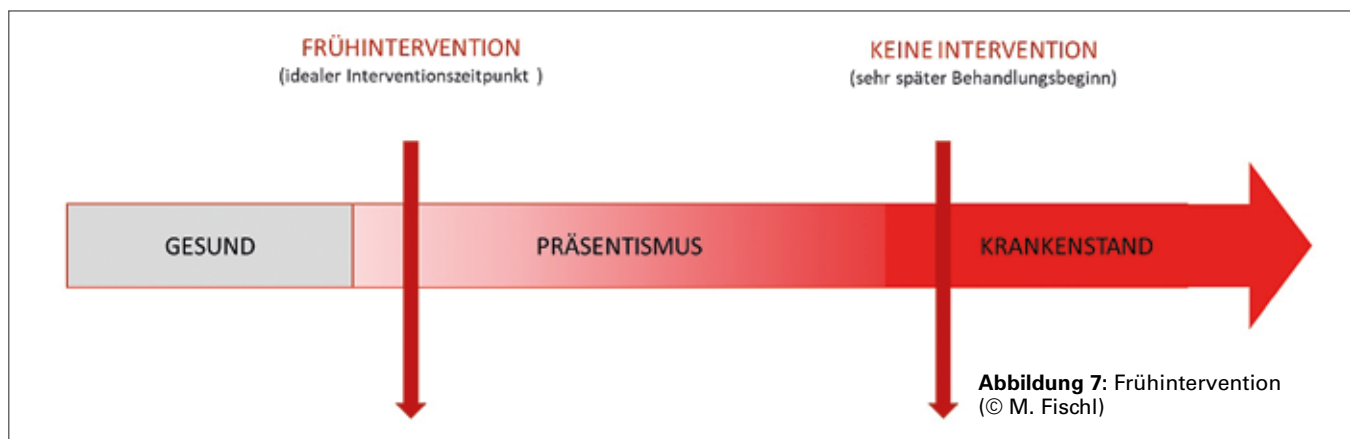 FRÜHINTERVENTION
(idealer Interventionszeitpunkt )
KEINE INTERVENTION
(sehr später Behandlungsbeginn)
GESUND
PRÄSENTISMUS
KRANKENSTAND
Abbildung 7: Frühintervention
(© M. Fischl)